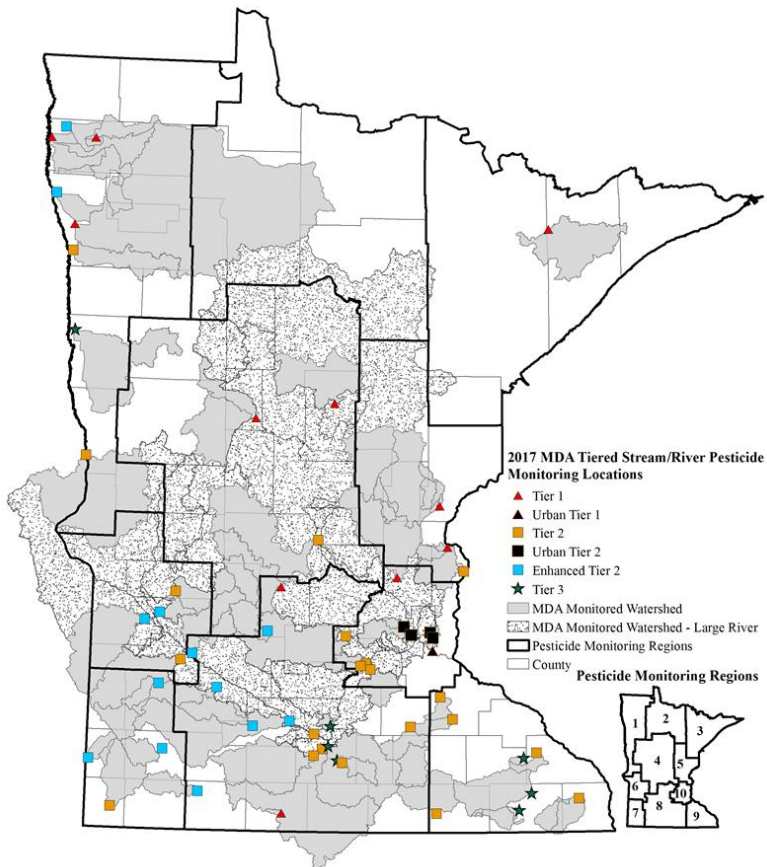 2017 MDA Tiered Stream/River Pesticide
Monitoring Locations
Tier 1
Urban Tier 1
Tier 2
Urban Tier 2
Enhanced Tier 2
Tier 3
MDA Monitored Watershed
MDA Monitored Watershed - Large River
Pesticide Monitoring Regions
County
Pesticide Monitoring Regions
1
2
3
4
5
6
10
7
8
9